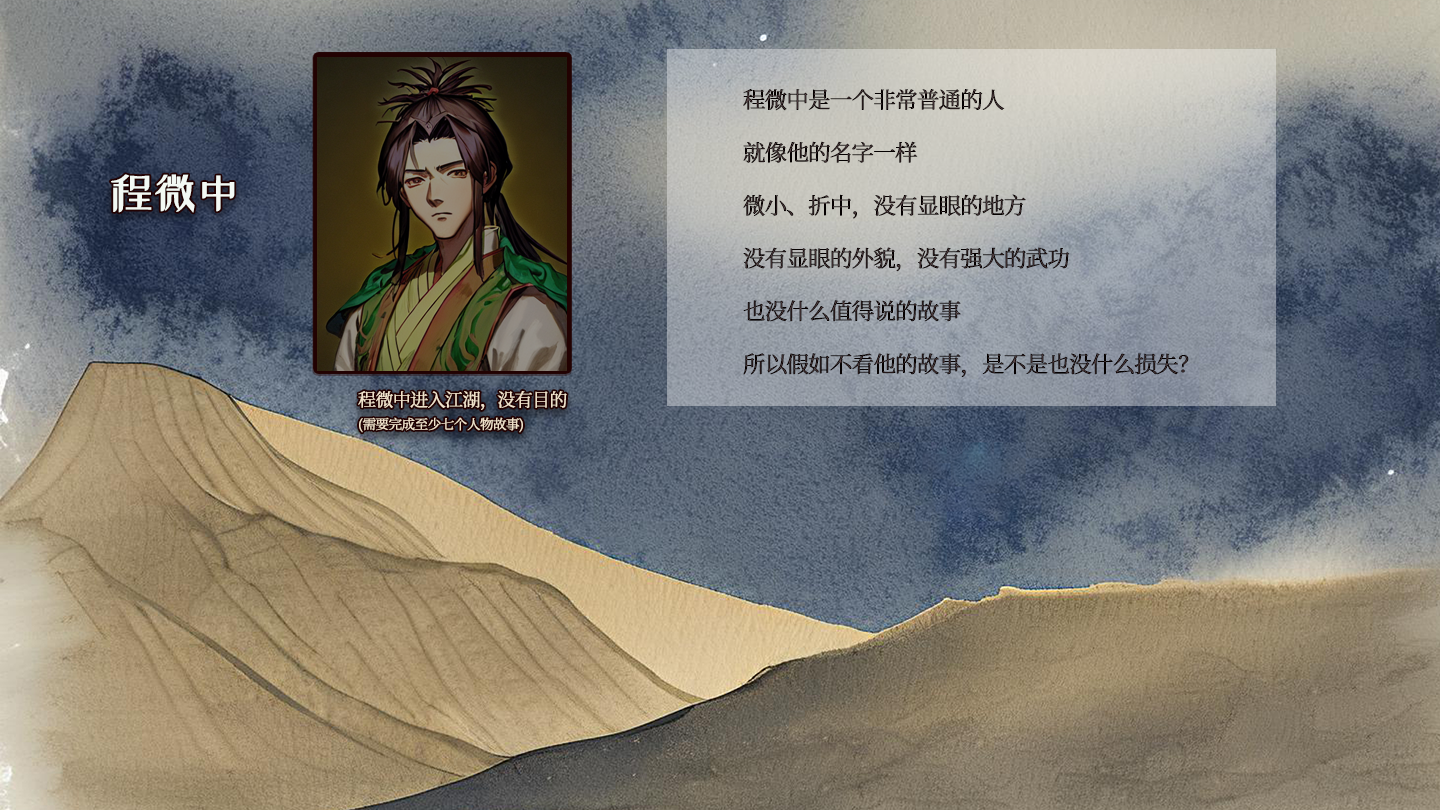 程微中
程微中进入江湖，没有目的
(需要完成至少七个人物故事)
程微中是一个非常普通的人
就像他的名字一样
微小、折中，没有显眼的地方
没有显眼的外貌，没有强大的武功
也没什么值得说的故事
所以假如不看他的故事，是不是也没什么损失？